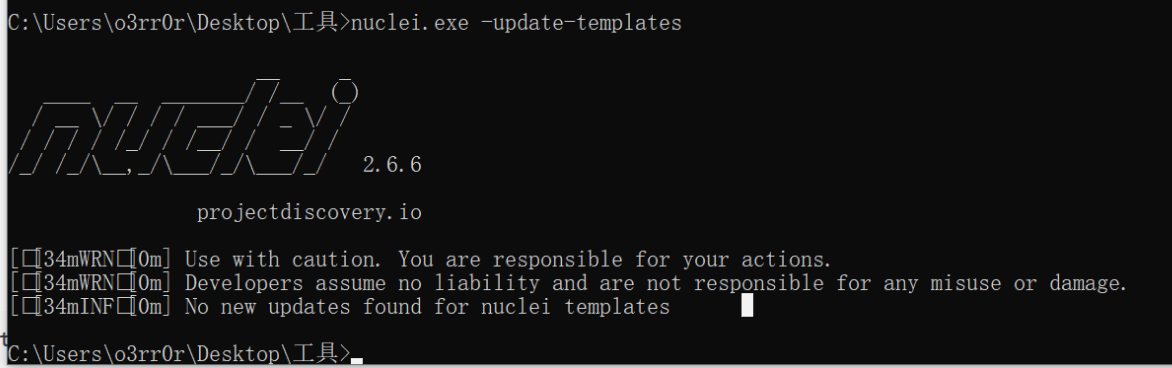 C:\Users\o3rr0r\Desktop\工具>nuclei.exe -update-templates
nuclei 2.6.6
projectdiscovery.io
[[34mWRN[0m] Use with caution. You are responsible for your actions.
[[34mWRN[0m] Developers assume no liability and are not responsible for any misuse or damage.
[[34mINF[0m] No new updates found for nuclei templates
C:\Users\o3rr0r\Desktop\工具>